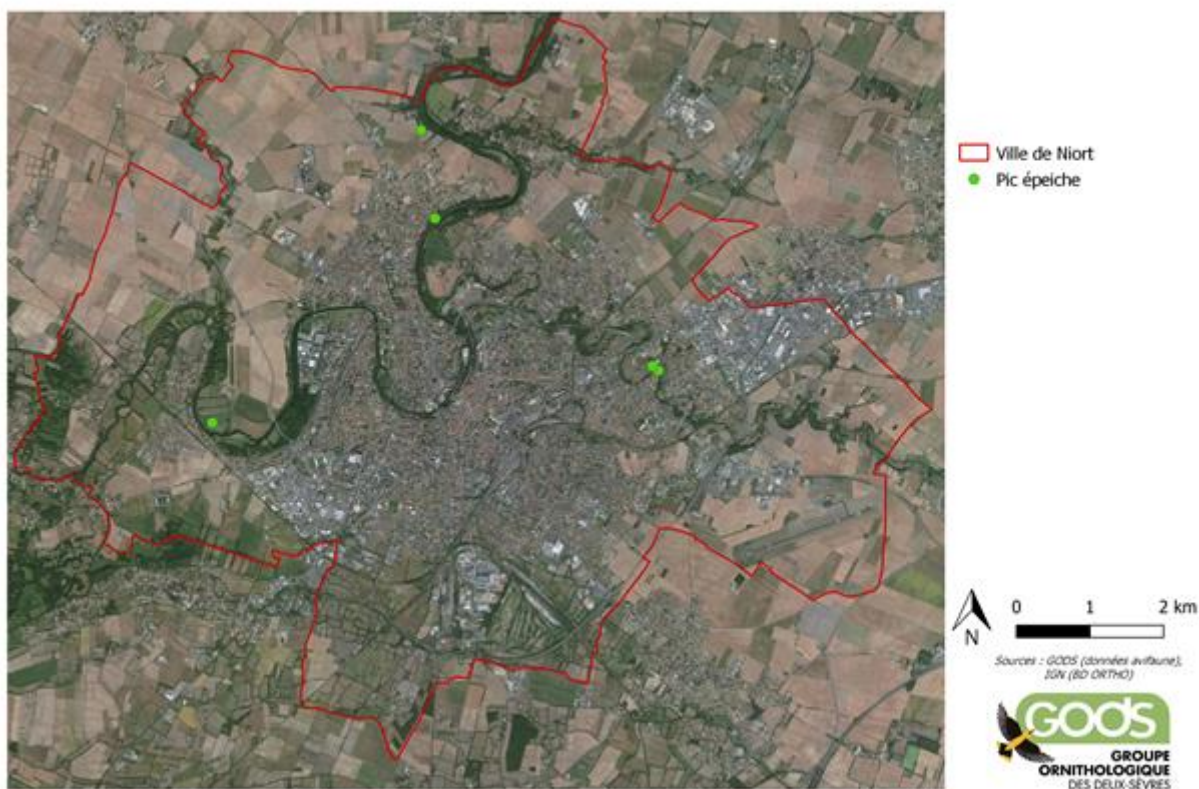 Ville de Niort
Pic épeiche
0 1 2 km
N
Sources : GODS (données avifaune),
IGN (BD ORTHO)
GODS
GROUPE
ORNITHOLOGIQUE
DES DEUX-SÈVRES